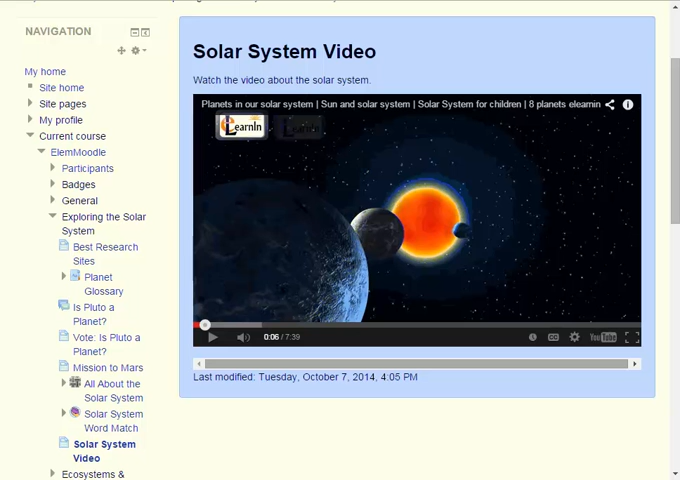 NAVIGATION
My home
Site home
Site pages
My profile
Current course
ElemMoodle
Participants
Badges
General
Exploring the Solar
System
Best Research
Sites
Planet
Glossary
Is Pluto a
Planet?
Vote: Is Pluto a
Planet?
Mission to Mars
All About the
Solar System
Solar System
Word Match
Solar System
Video
Ecosystems &
Solar System Video
Watch the video about the solar system.
Planets in our solar system | Sun and solar system | Solar System for children | 8 planets elearnin
LearnIn
0:06 / 7:39
CC
YouTube
Last modified: Tuesday, October 7, 2014, 4:05 PM